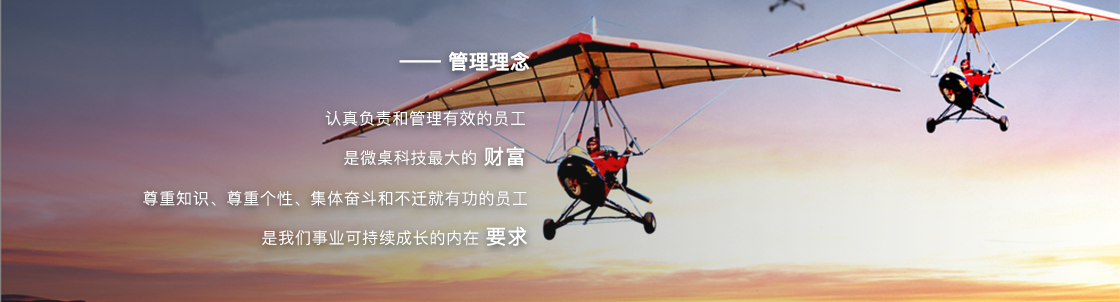 —— 管理理念
认真负责和管理有效的员工
是微桌科技最大的 财富
尊重知识、尊重个性、集体奋斗和不迁就有功的员工
是我们事业可持续成长的内在 要求